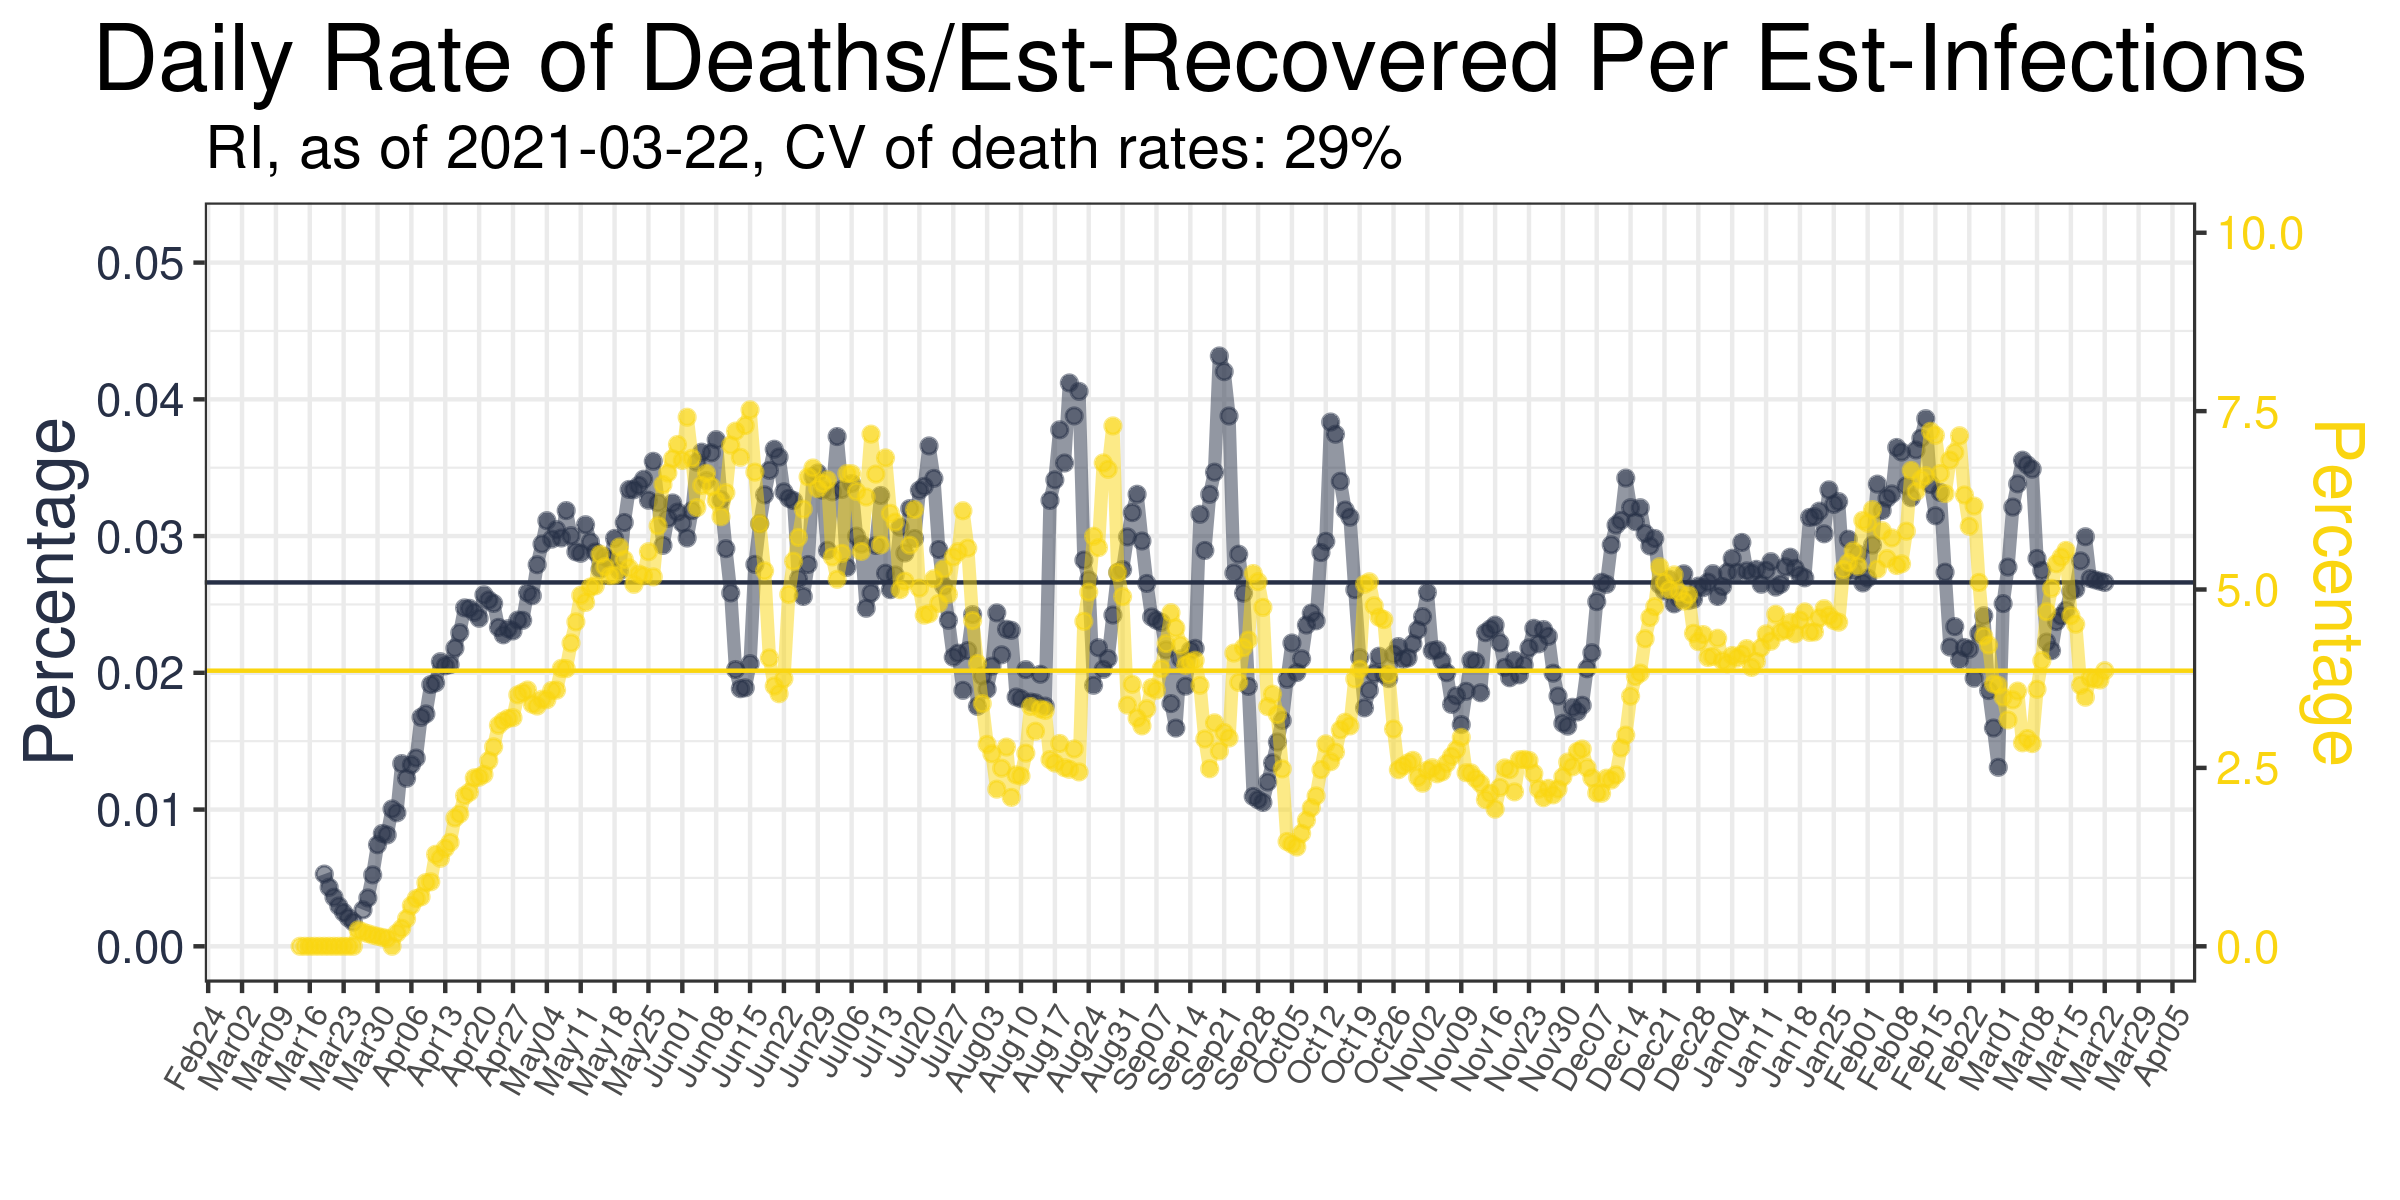 Daily Rate of Deaths/Est-Recovered Per Est-Infections
RI, as of 2021-03-22, CV of death rates: 29%
Percentage
0.05
0.04
0.03
0.02
0.01
0.00
10.0
7.5
5.0
2.5
0.0
Percentage
Feb24
Mar02
Mar09
Mar16
Mar23
Mar30
Apr06
Apr13
Apr20
Apr27
May04
May11
May18
May25
Jun01
Jun08
Jun15
Jun22
Jun29
Jul06
Jul13
Jul20
Jul27
Aug03
Aug10
Aug17
Aug24
Aug31
Sep07
Sep14
Sep21
Sep28
Oct05
Oct12
Oct19
Oct26
Nov02
Nov09
Nov16
Nov23
Nov30
Dec07
Dec14
Dec21
Dec28
Jan04
Jan11
Jan18
Jan25
Feb01
Feb08
Feb15
Feb22
Mar01
Mar08
Mar15
Mar22
Mar29
Apr05